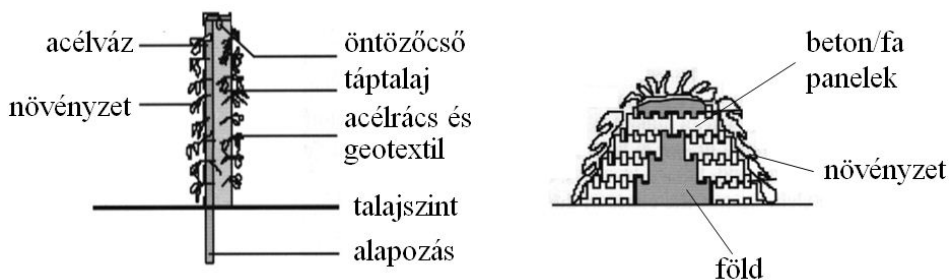 acélváz
növényzet
öntözőcső
táptalaj
acélrács és
geotextil
talajszint
alapozás
beton/fa
panelek
növényzet
föld